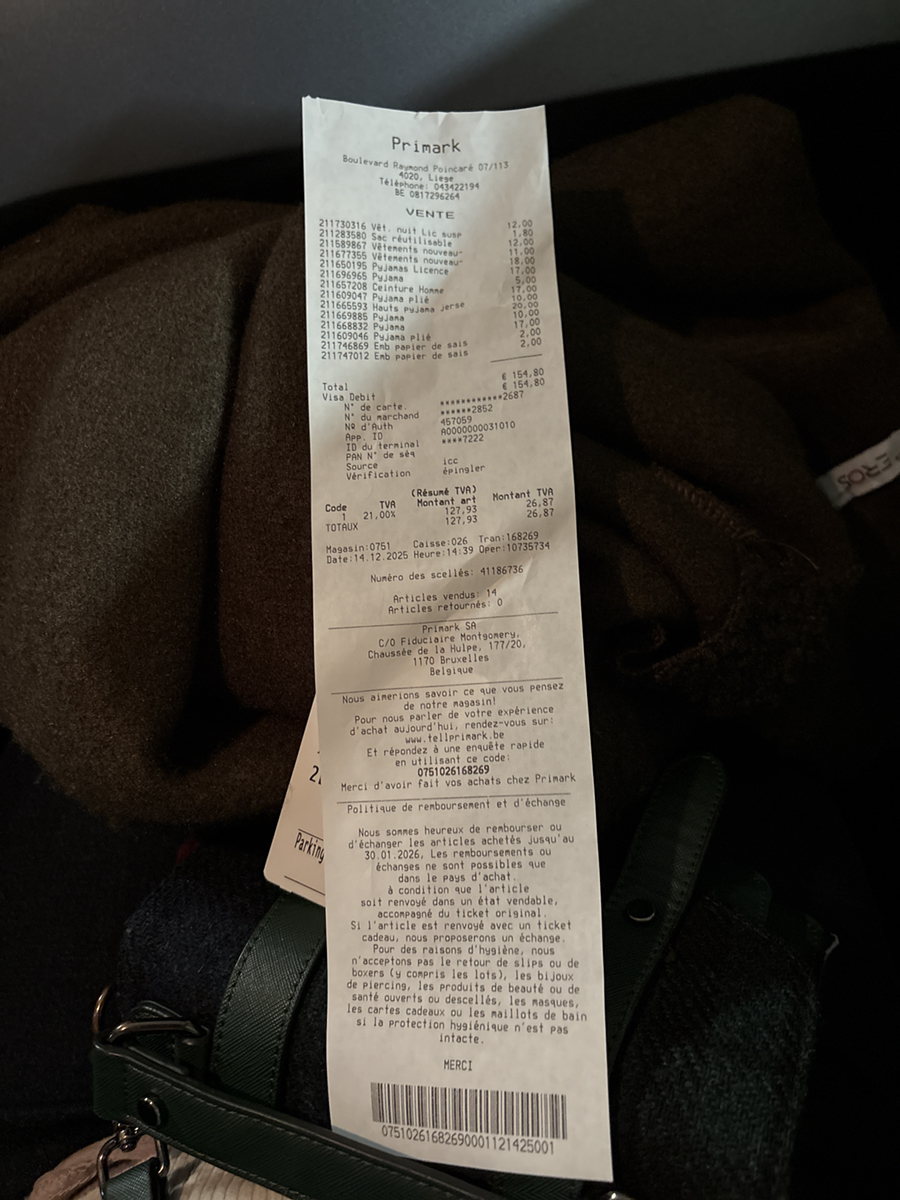 Primark
Boulevard Raymond Poincaré 07/113
4020, Liege
Téléphone: 043422194
BE 0817296264
VENTE
211730316 Vêt. nuit Lic susp 12,00
211283580 Sac réutilisable 1,80
211589867 Vêtements nouveau- 12,00
211677355 Vêtements nouveau- 11,00
211650195 Pyjamas Licence 18,00
211696965 Pyjama 17,00
211657208 Ceinture Homme 5,00
211609047 Pyjama plié 17,00
211665593 Hauts pyjama jerse 10,00
211669885 Pyjama 20,00
211668832 Pyjama 10,00
211609046 Pyjama plié 17,00
211746869 Emb papier de sais 2,00
211747012 Emb papier de sais 2,00
Total € 154,80
Visa Debit € 154,80
N° de carte. ************2687
N° du marchand ******2852
Nº d'Auth 457059
App. ID A0000000031010
ID du terminal ****7222
PAN N° de séq
Source icc
Vérification épingler
(Résumé TVA)
Code TVA Montant art Montant TVA
1 21,00% 127,93 26,87
TOTAUX 127,93 26,87
Magasin:0751 Caisse:026 Tran:168269
Date:14.12.2025 Heure:14:39 Oper:10735734
Numéro des scellés: 41186736
Articles vendus: 14
Articles retournés: 0
Primark SA
C/O Fiduciaire Montgomery,
Chaussée de la Hulpe, 177/20,
1170 Bruxelles
Belgique
Nous aimerions savoir ce que vous pensez
de notre magasin!
Pour nous parler de votre expérience
d'achat aujourd'hui, rendez-vous sur:
www.tellprimark.be
Et répondez à une enquête rapide
en utilisant ce code:
0751026168269
Merci d'avoir fait vos achats chez Primark
Politique de remboursement et d'échange
Nous sommes heureux de rembourser ou
d'échanger les articles achetés jusqu'au
30.01.2026, Les remboursements ou
échanges ne sont possibles que
dans le pays d'achat.
à condition que l'article
soit renvoyé dans un état vendable,
accompagné du ticket original.
Si l'article est renvoyé avec un ticket
cadeau, nous proposerons un échange.
Pour des raisons d'hygiène, nous
n'acceptons pas le retour de slips ou de
boxers (y compris les lots), les bijoux
de piercing, les produits de beauté ou de
santé ouverts ou descellés, les masques,
les cartes cadeaux ou les maillots de bain
si la protection hygiénique n'est pas
intacte.
MERCI
07510261682690001121425001
Parking